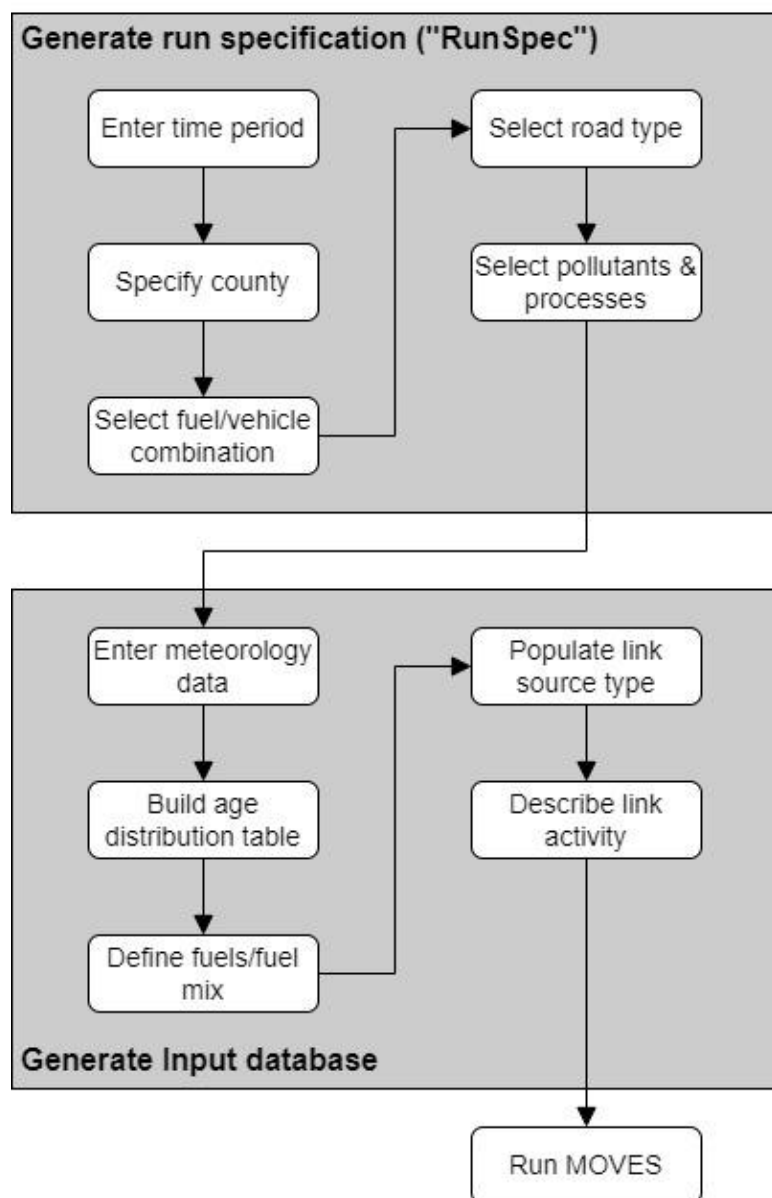 Generate run specification ("RunSpec")
Enter time period
Specify county
Select fuel/vehicle
combination
Select road type
Select pollutants &
processes
Enter meteorology
data
Build age
distribution table
Define fuels/fuel
mix
Populate link
source type
Describe link
activity
Generate Input database
Run MOVES